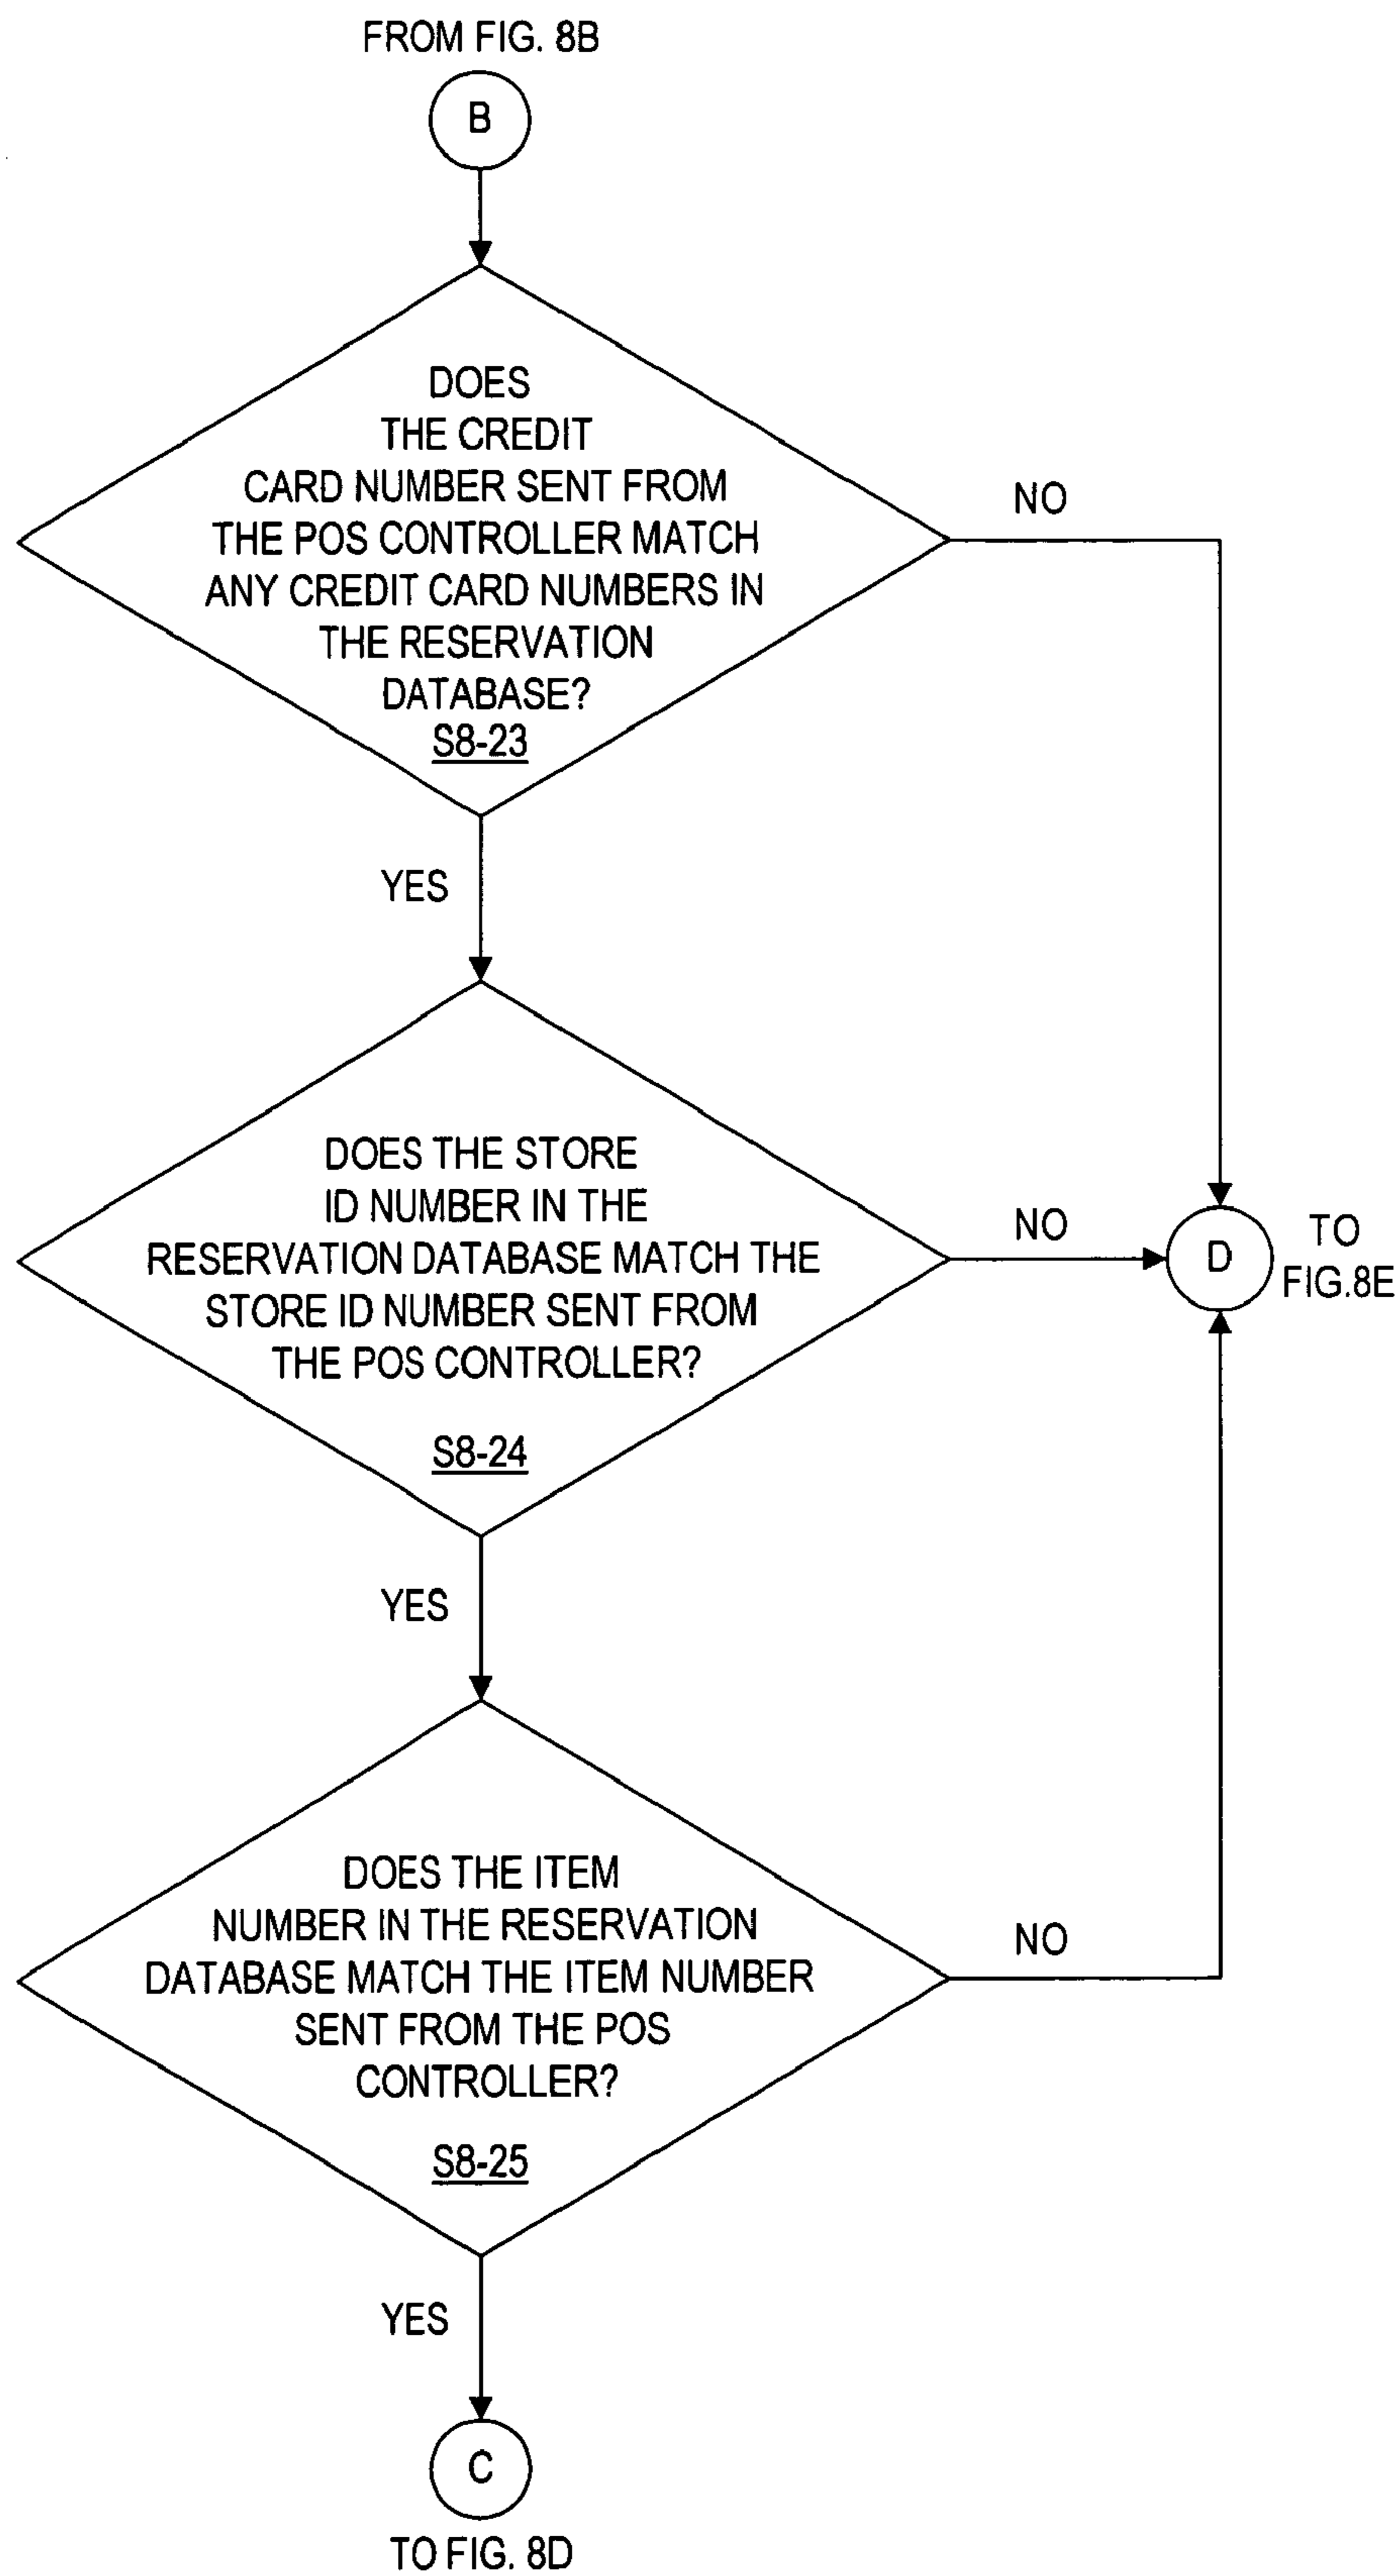 FROM FIG. 8B
B
DOES
THE CREDIT
CARD NUMBER SENT FROM
THE POS CONTROLLER MATCH
ANY CREDIT CARD NUMBERS IN
THE RESERVATION
DATABASE?
S8-23
NO
YES
DOES THE STORE
ID NUMBER IN THE
RESERVATION DATABASE MATCH THE
STORE ID NUMBER SENT FROM
THE POS CONTROLLER?
S8-24
NO
D
TO
FIG.8E
YES
DOES THE ITEM
NUMBER IN THE RESERVATION
DATABASE MATCH THE ITEM NUMBER
SENT FROM THE POS
CONTROLLER?
S8-25
NO
YES
C
TO FIG. 8D